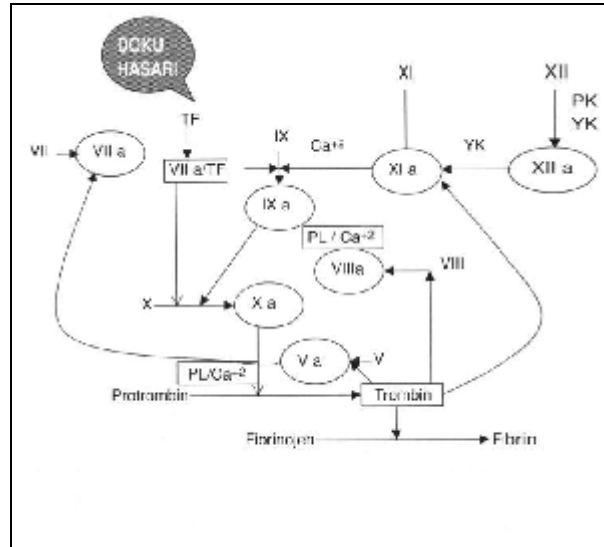 DOKU
HASARI
TF
VII
VII a
VII a/TF
IX
Ca+2
XI
XII
PK
YK
YK
XI a
XII a
IX a
PL / Ca+2
VIIIa
VIII
X
X a
V a
V
PL/Ca+2
Protrombin
Trombin
Fibrinojen
Fibrin